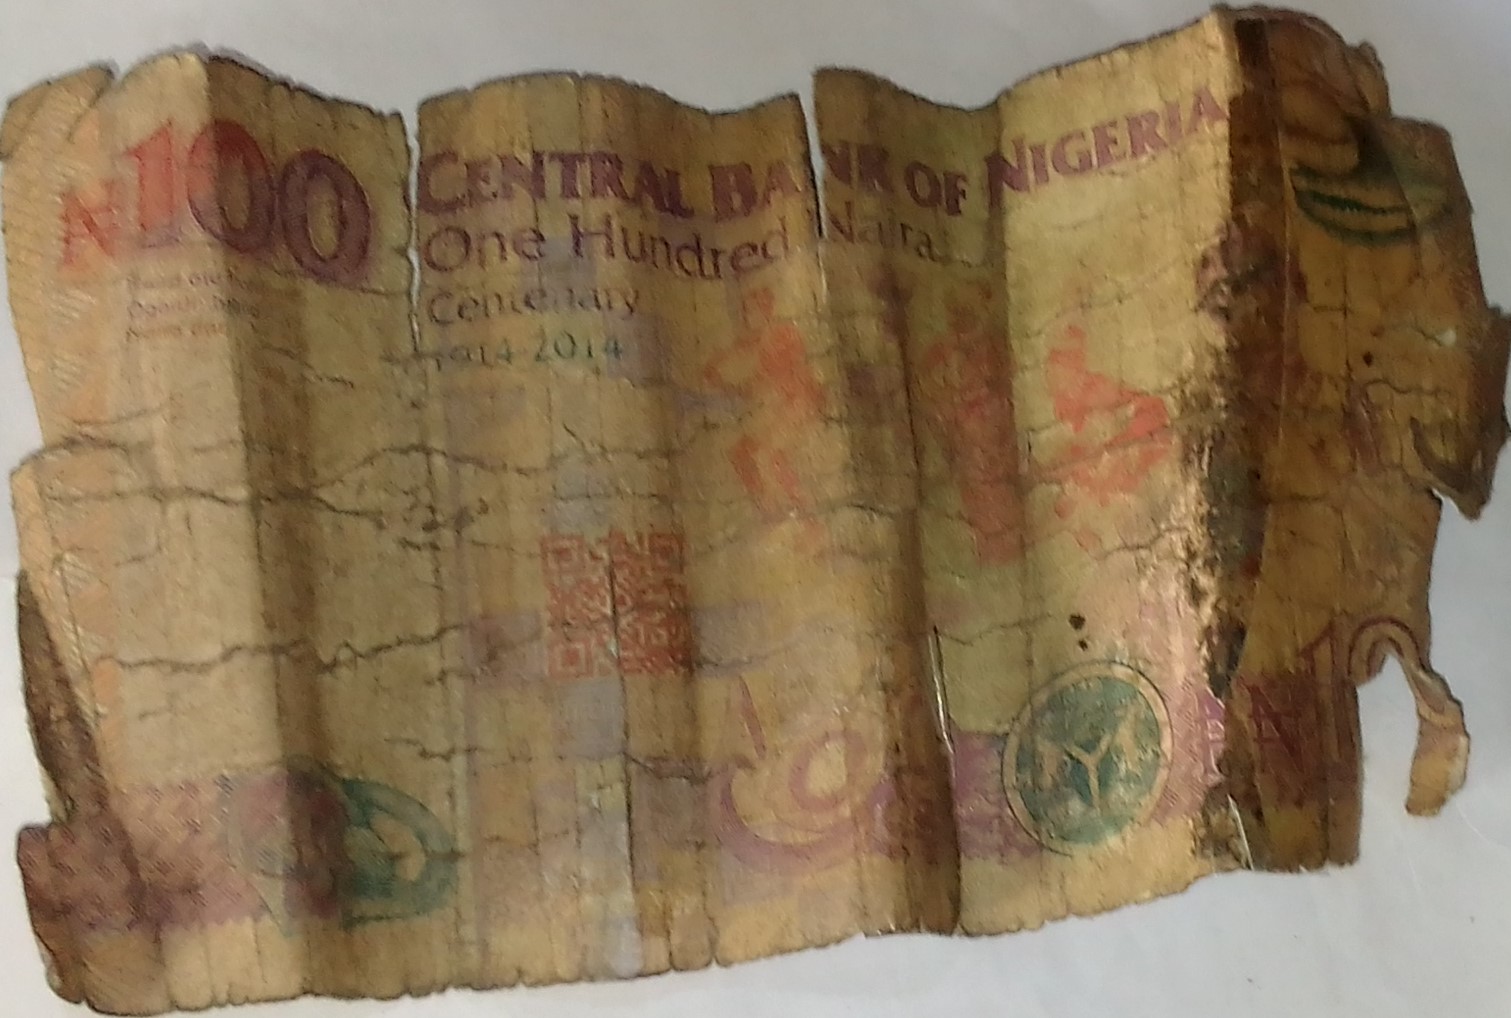 ₦100
CENTRAL BANK OF NIGERIA
One Hundred Naira
Centenary
1914-2014